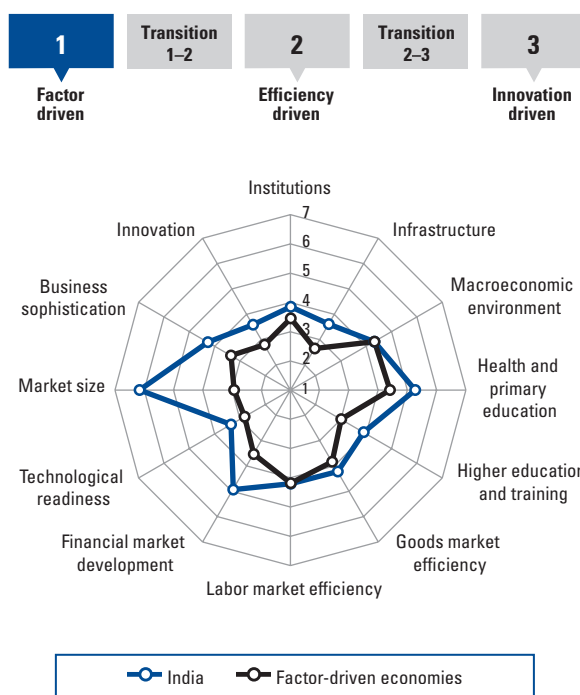 1
Transition
1–2
2
Transition
2–3
3
Factor
driven
Efficiency
driven
Innovation
driven
Institutions
7
Innovation
Infrastructure
6
5
Business
sophistication
Macroeconomic
environment
4
3
2
Market size
1
Health and
primary
education
Technological
readiness
Higher education
and training
Financial market
development
Goods market
efficiency
Labor market efficiency
India
Factor-driven economies